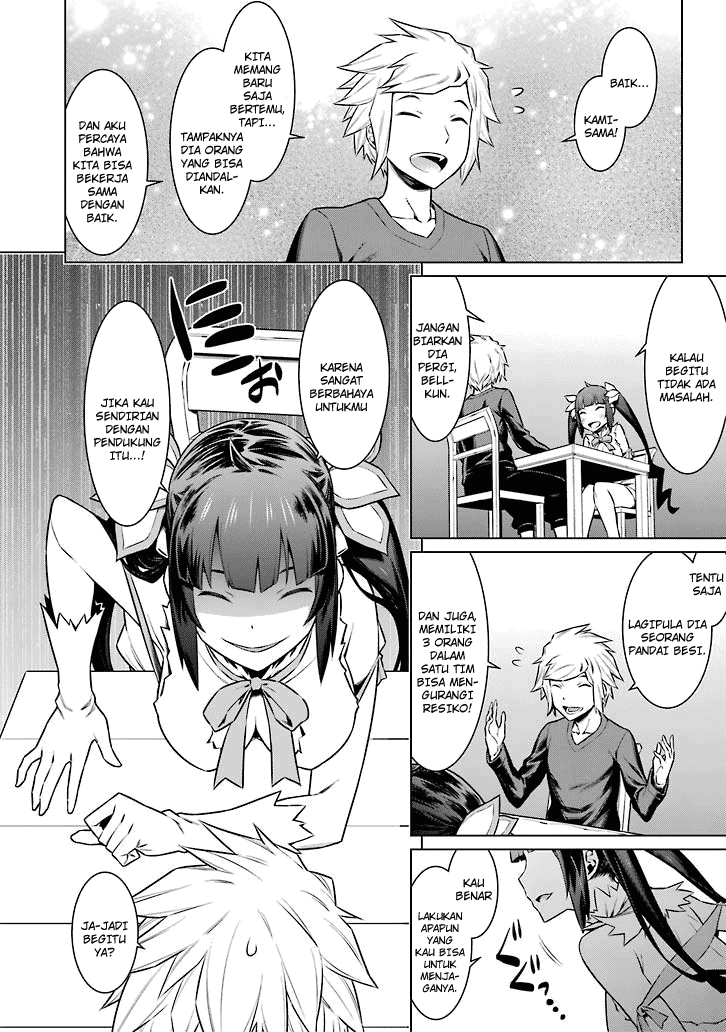 BAIK...
KAMI-
SAMA!
KITA
MEMANG
BARU
SAJA
BERTEMU,
TAPI...
TAMPAKNYA
DIA ORANG
YANG BISA
DIANDAL-
KAN.
DAN AKU
PERCAYA
BAHWA
KITA BISA
BEKERJA
SAMA
DENGAN
BAIK.
KALAU
BEGITU
TIDAK ADA
MASALAH.
JANGAN
BIARKAN
DIA
PERGI,
BELL-
KUN.
TENTU
SAJA
LAGIPULA DIA
SEORANG
PANDAI BESI.
DAN JUGA,
MEMILIKI
3 ORANG
DALAM
SATU TIM
BISA MEN-
GURANGI
RESIKO!
KAU
BENAR
LAKUKAN
APAPUN
YANG
KAU BISA
UNTUK
MENJA-
GANYA.
KARENA
SANGAT
BERBAHAYA
UNTUKMU
JIKA KAU
SENDIRIAN
DENGAN
PENDUKUNG
ITU...!
JA-JADI
BEGITU
YA?